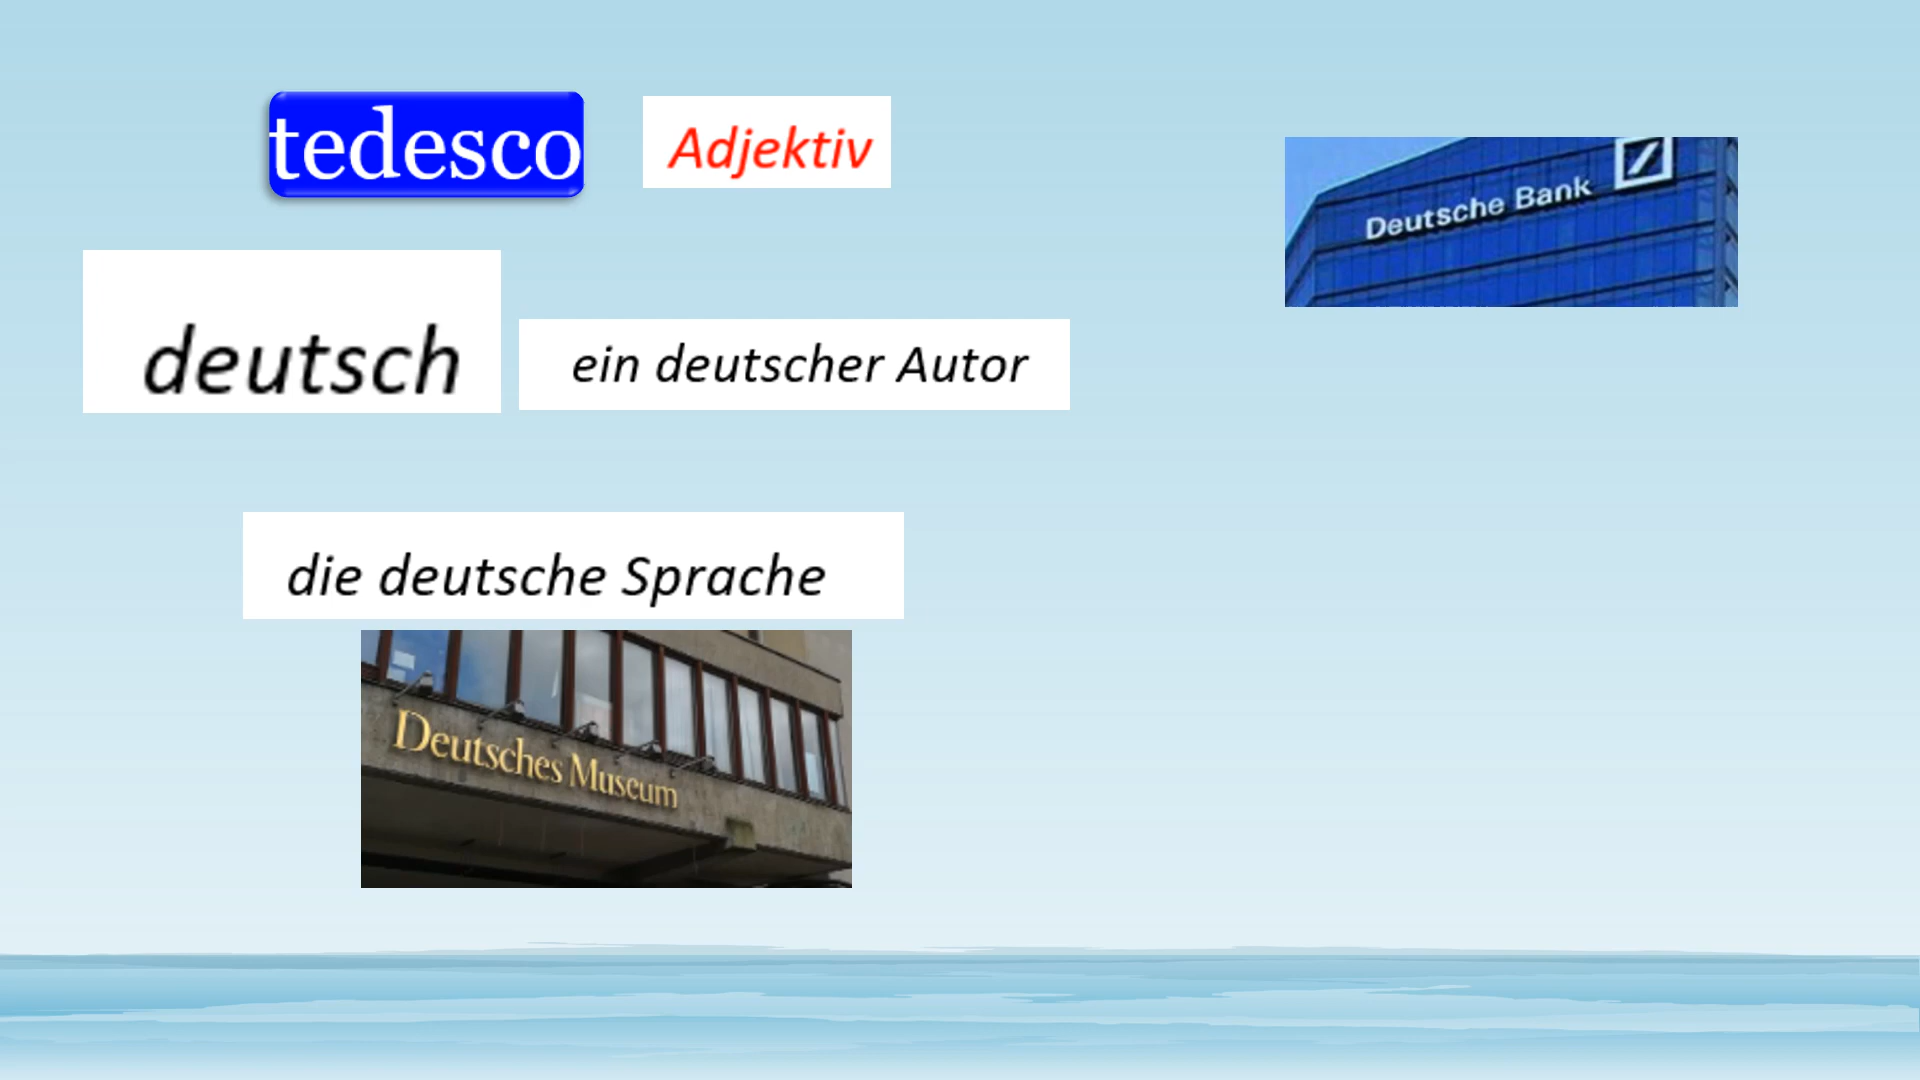 tedesco
Adjektiv
Deutsche Bank
deutsch
ein deutscher Autor
die deutsche Sprache
Deutsches Museum